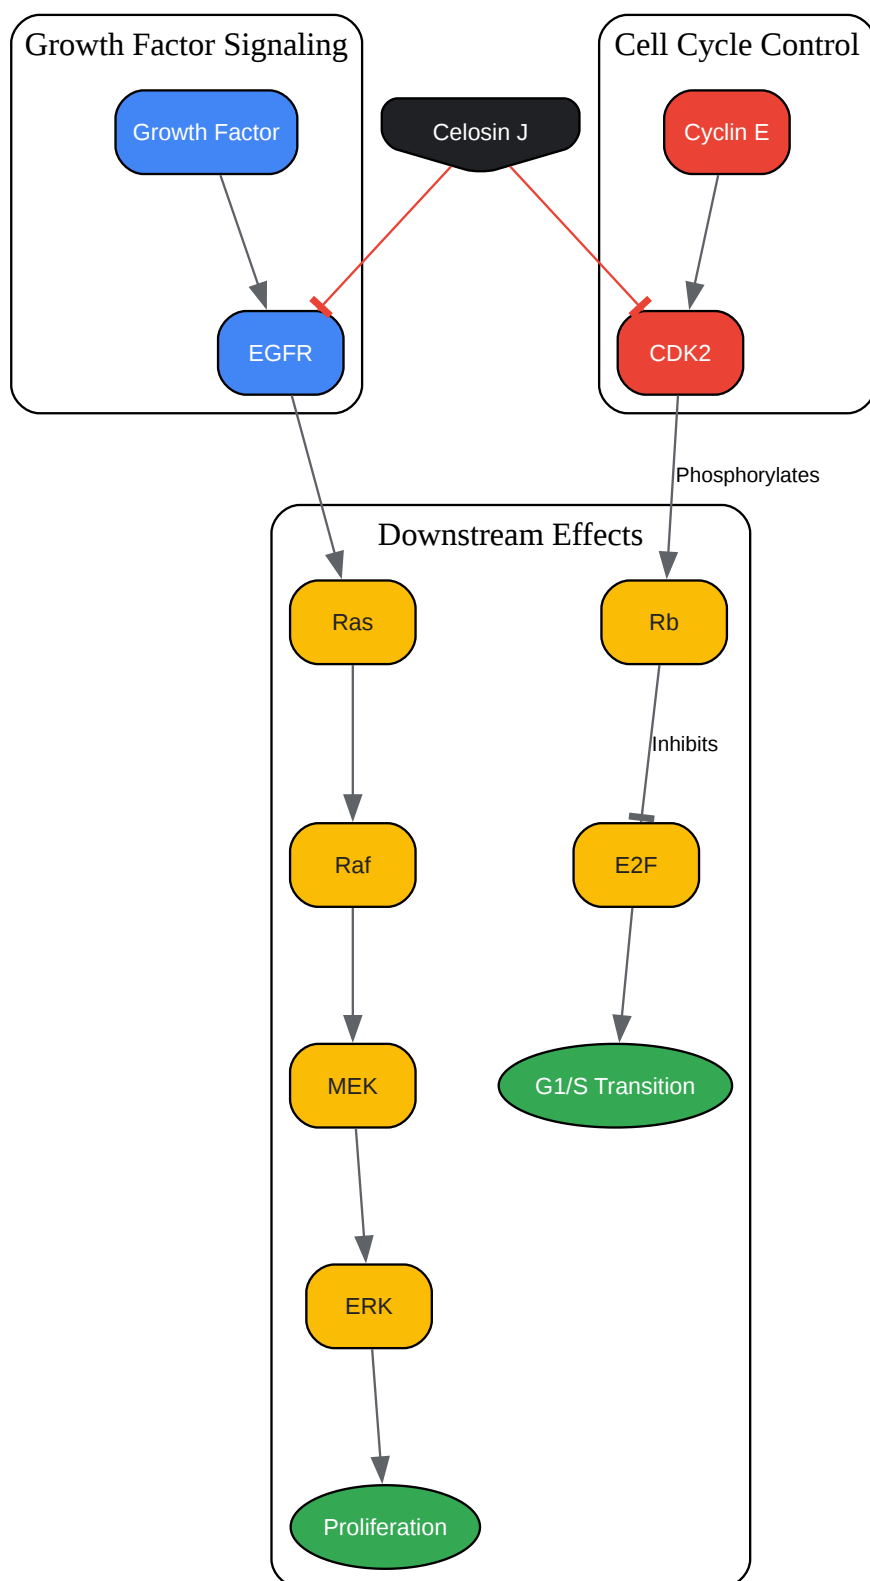 Growth Factor Signaling
Cell Cycle Control
Growth Factor
Celosin J
Cyclin E
EGFR
CDK2
Phosphorylates
Downstream Effects
Ras
Rb
Inhibits
Raf
E2F
MEK
G1/S Transition
ERK
Proliferation